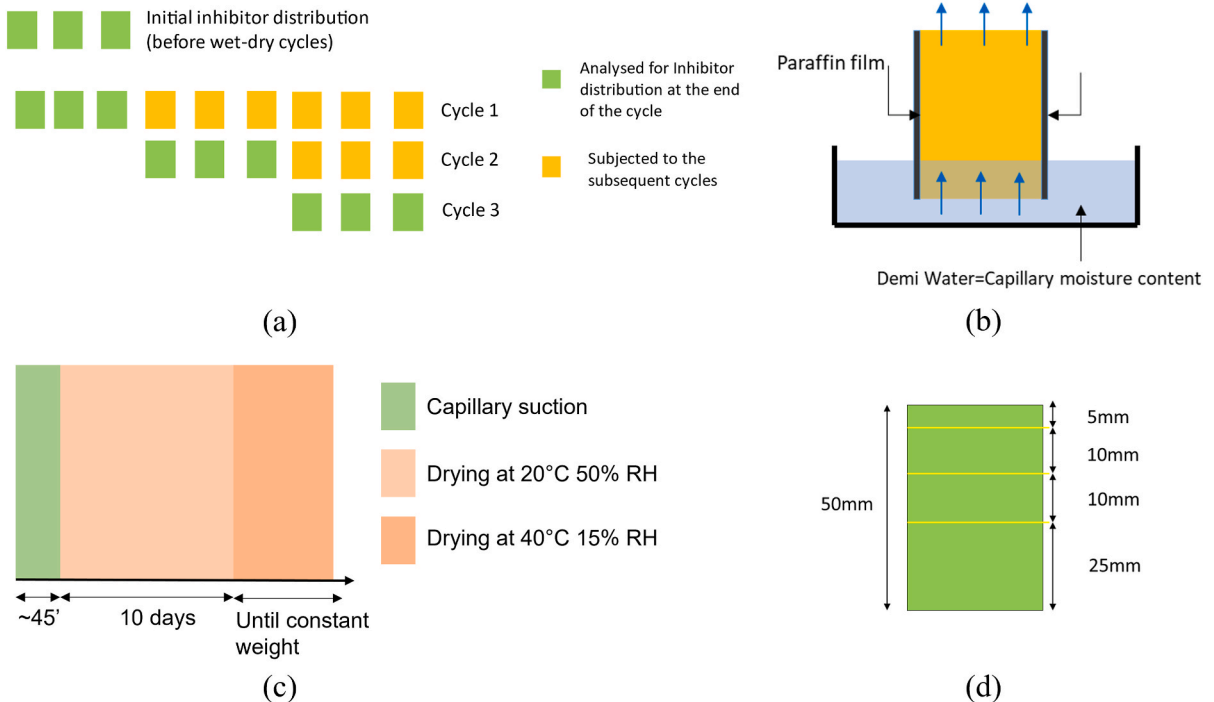 Initial inhibitor distribution
(before wet-dry cycles)
Cycle 1
Cycle 2
Cycle 3
Analysed for Inhibitor
distribution at the end
of the cycle
Subjected to the
subsequent cycles
(a)
Paraffin film
Demi Water=Capillary moisture content
(b)
Capillary suction
Drying at 20°C 50% RH
Drying at 40°C 15% RH
~45’
10 days
Until constant
weight
(c)
50mm
5mm
10mm
10mm
25mm
(d)